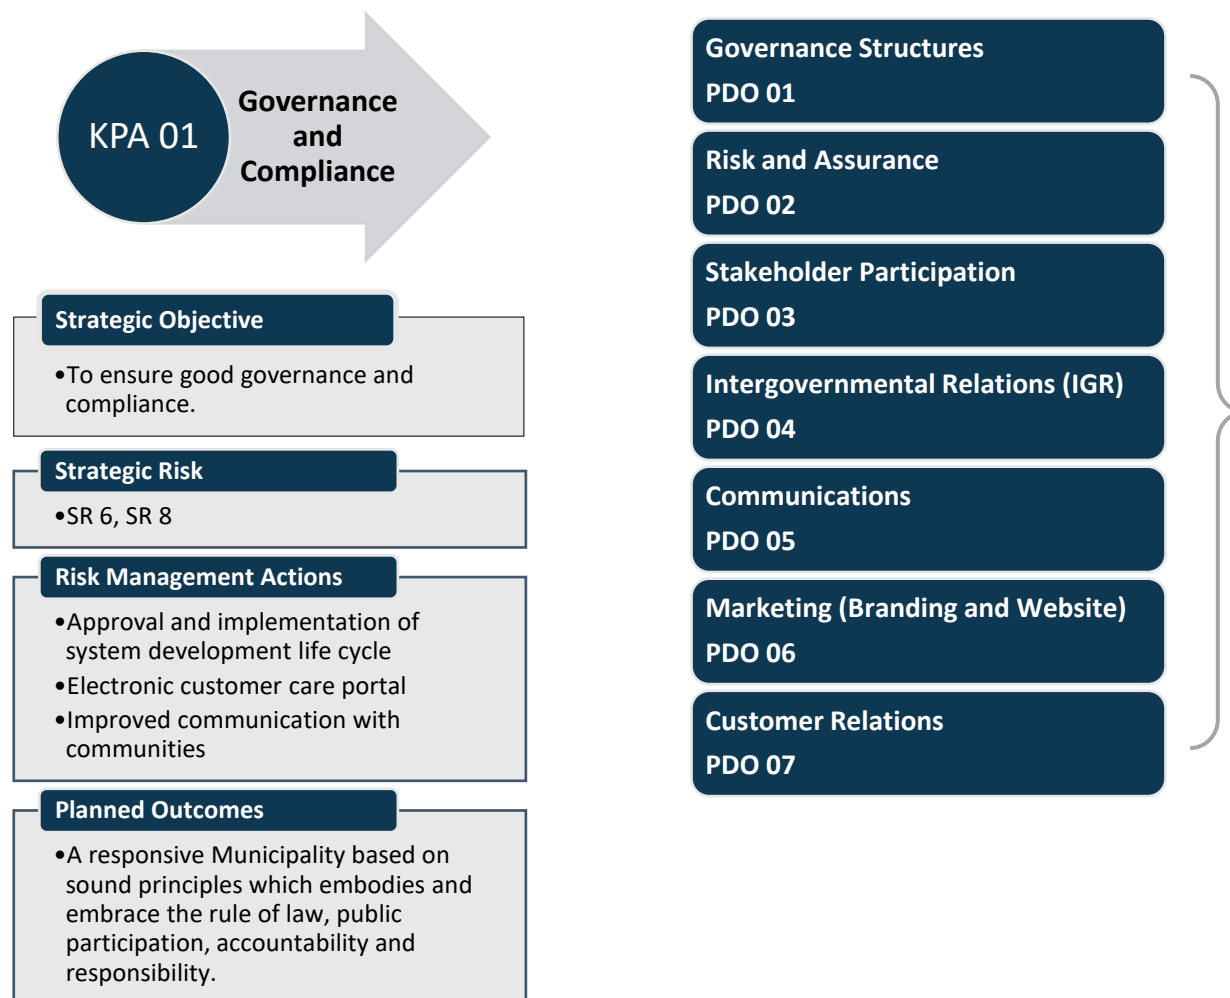 KPA 01
Governance
and
Compliance
Strategic Objective
•To ensure good governance and
compliance.
Strategic Risk
•SR 6, SR 8
Risk Management Actions
•Approval and implementation of
system development life cycle
•Electronic customer care portal
•Improved communication with
communities
Planned Outcomes
•A responsive Municipality based on
sound principles which embodies and
embrace the rule of law, public
participation, accountability and
responsibility.
Governance Structures
PDO 01
Risk and Assurance
PDO 02
Stakeholder Participation
PDO 03
Intergovernmental Relations (IGR)
PDO 04
Communications
PDO 05
Marketing (Branding and Website)
PDO 06
Customer Relations
PDO 07